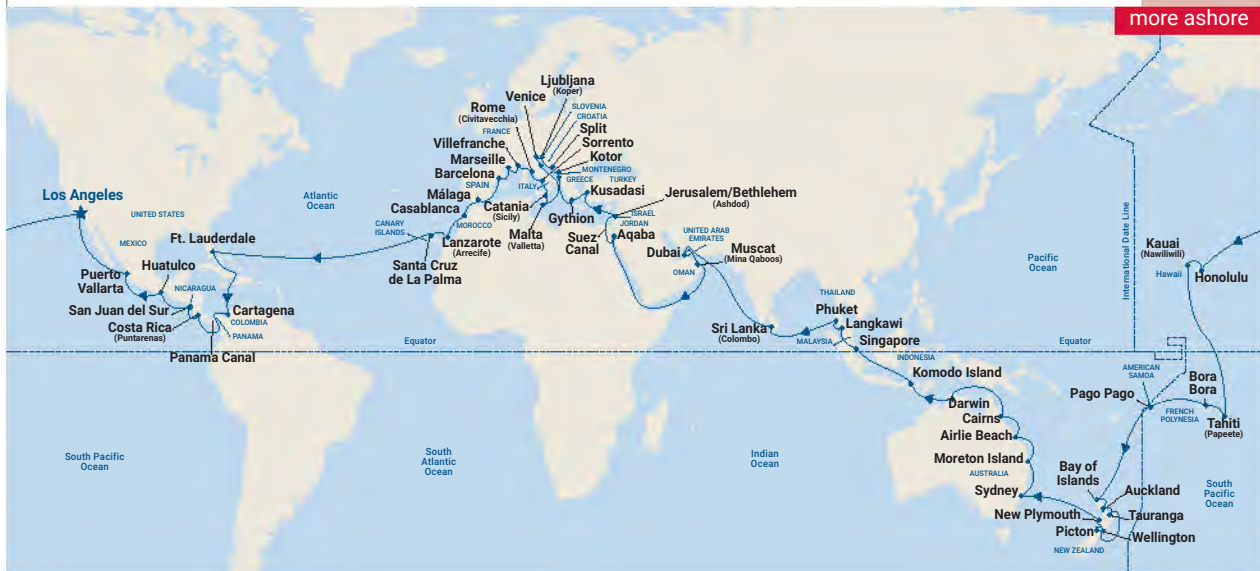 more ashore
Los Angeles
UNITED STATES
MEXICO
Puerto
Vallarta
Huatulco
NICARAGUA
San Juan del Sur
Costa Rica
(Puntarenas)
Panama Canal
PANAMA
COLOMBIA
Cartagena
Ft. Lauderdale
Atlantic
Ocean
CANARY
ISLANDS
Santa Cruz
de La Palma
Lanzarote
(Arrecife)
MOROCCO
Casablanca
Málaga
SPAIN
Barcelona
Marseille
Villefranche
FRANCE
Rome
(Civitavecchia)
Venice
Ljubljana
(Koper)
SLOVENIA
CROATIA
Split
Sorrento
Kotor
MONTENEGRO
GREECE
TURKEY
ITALY
Kusadasi
Catania
(Sicily)
Malta
(Valletta)
Gythion
Jerusalem/Bethlehem
(Ashdod)
ISRAEL
JORDAN
Suez
Canal
Aqaba
UNITED ARAB
EMIRATES
Dubai
Muscat
(Mina Qaboos)
OMAN
Sri Lanka
(Colombo)
THAILAND
Phuket
Langkawi
MALAYSIA
Singapore
INDONESIA
Komodo Island
Darwin
Cairns
Airlie Beach
Moreton Island
AUSTRALIA
Sydney
New Plymouth
Picton
NEW ZEALAND
Wellington
Tauranga
Auckland
Bay of
Islands
Pago Pago
AMERICAN
SAMOA
FRENCH
POLYNESIA
Bora
Bora
Tahiti
(Papeete)
Kauai
(Nawiliwili)
Hawaii
Honolulu
Pacific
Ocean
International Date Line
Equator
Equator
South Pacific
Ocean
South
Atlantic
Ocean
Indian
Ocean
South
Pacific
Ocean